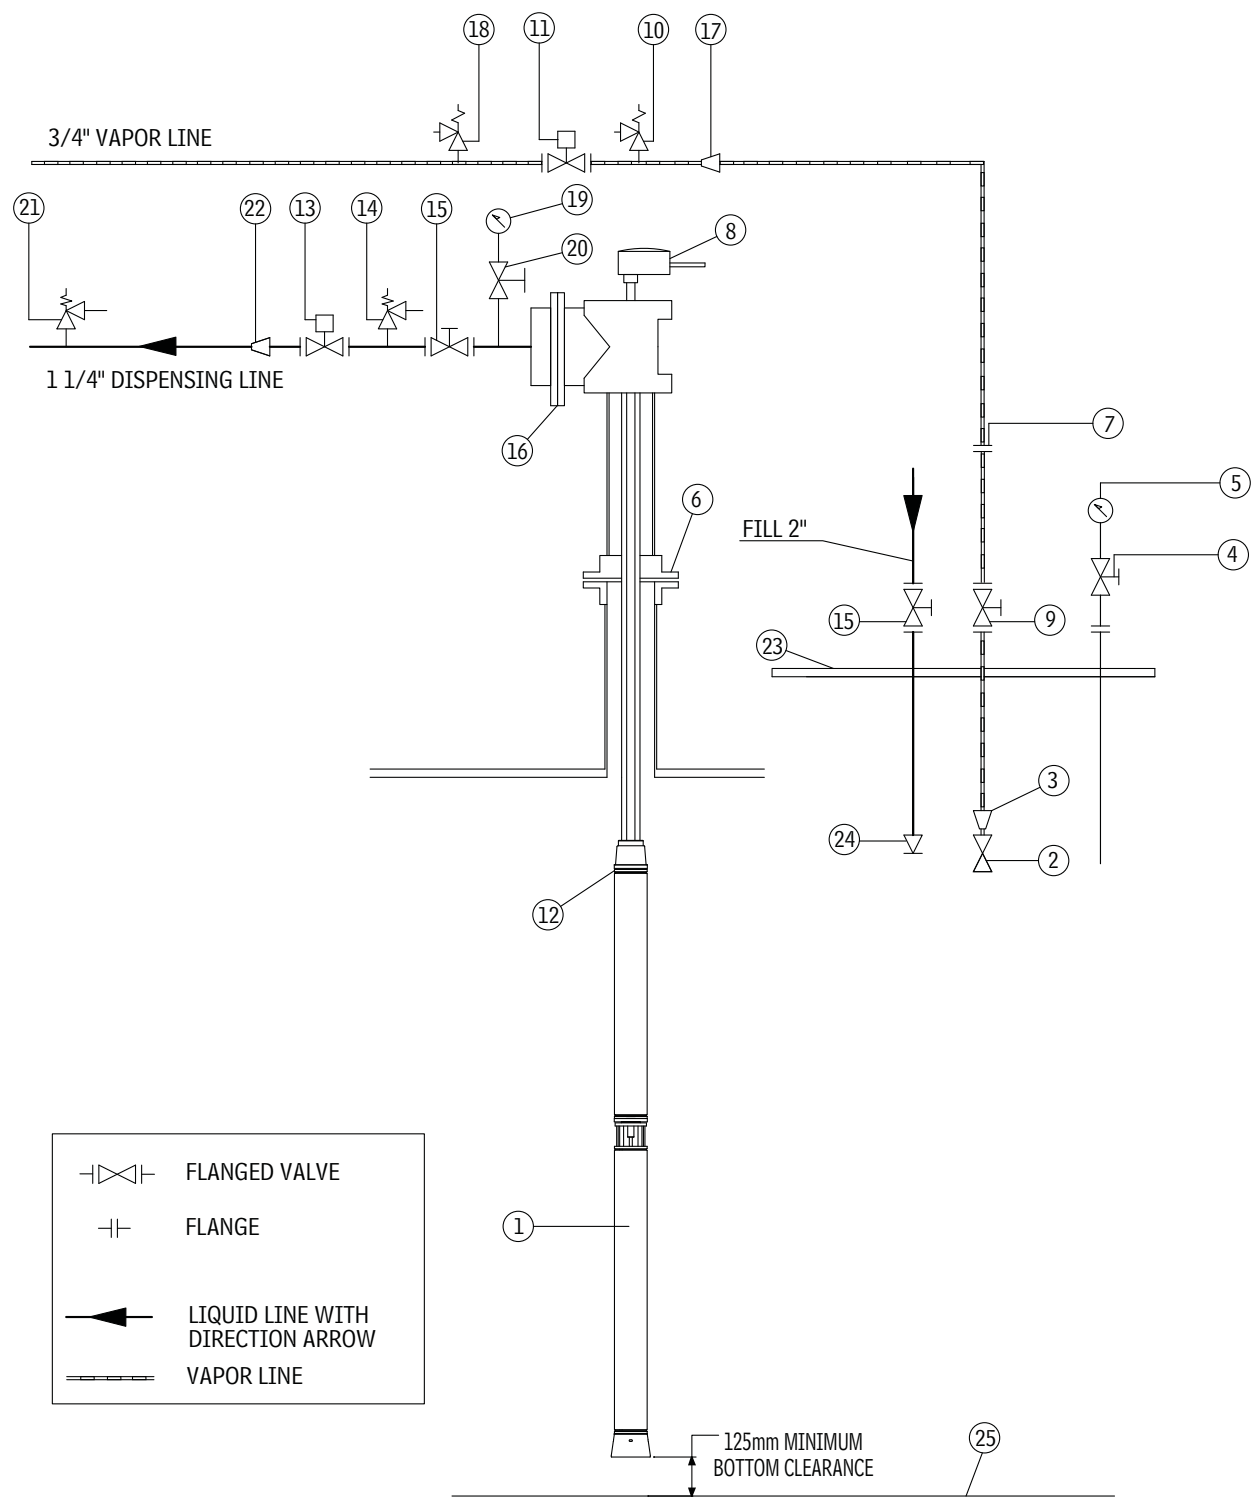 18
11
10
17
3/4" VAPOR LINE
21
22
13
14
15
19
20
8
1 1/4" DISPENSING LINE
16
7
6
5
FILL 2"
4
15
9
23
3
24
2
12
FLANGED VALVE
FLANGE
1
LIQUID LINE WITH
DIRECTION ARROW
VAPOR LINE
125mm MINIMUM
BOTTOM CLEARANCE
25